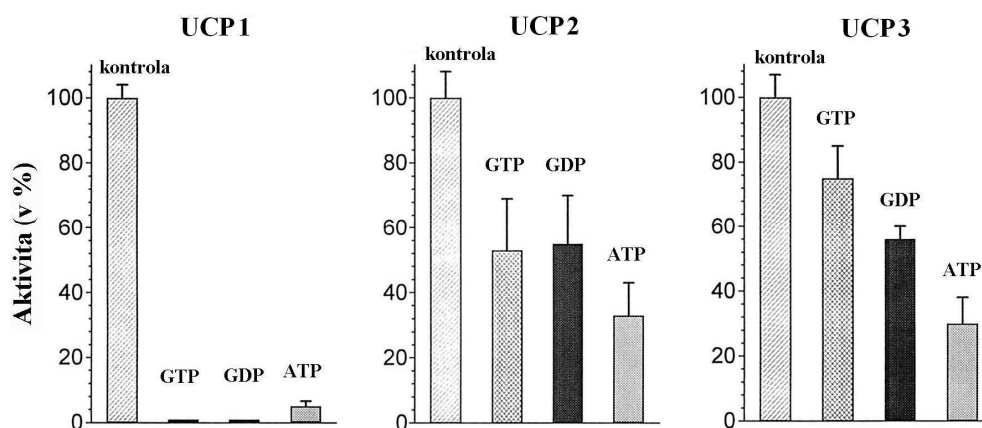 UCP1
UCP2
UCP3
Aktivita (v %)
kontrola
100
80
60
40
20
0
GTP
GDP
ATP
kontrola
100
80
60
40
20
0
GTP
GDP
ATP
kontrola
100
80
60
40
20
0
GTP
GDP
ATP